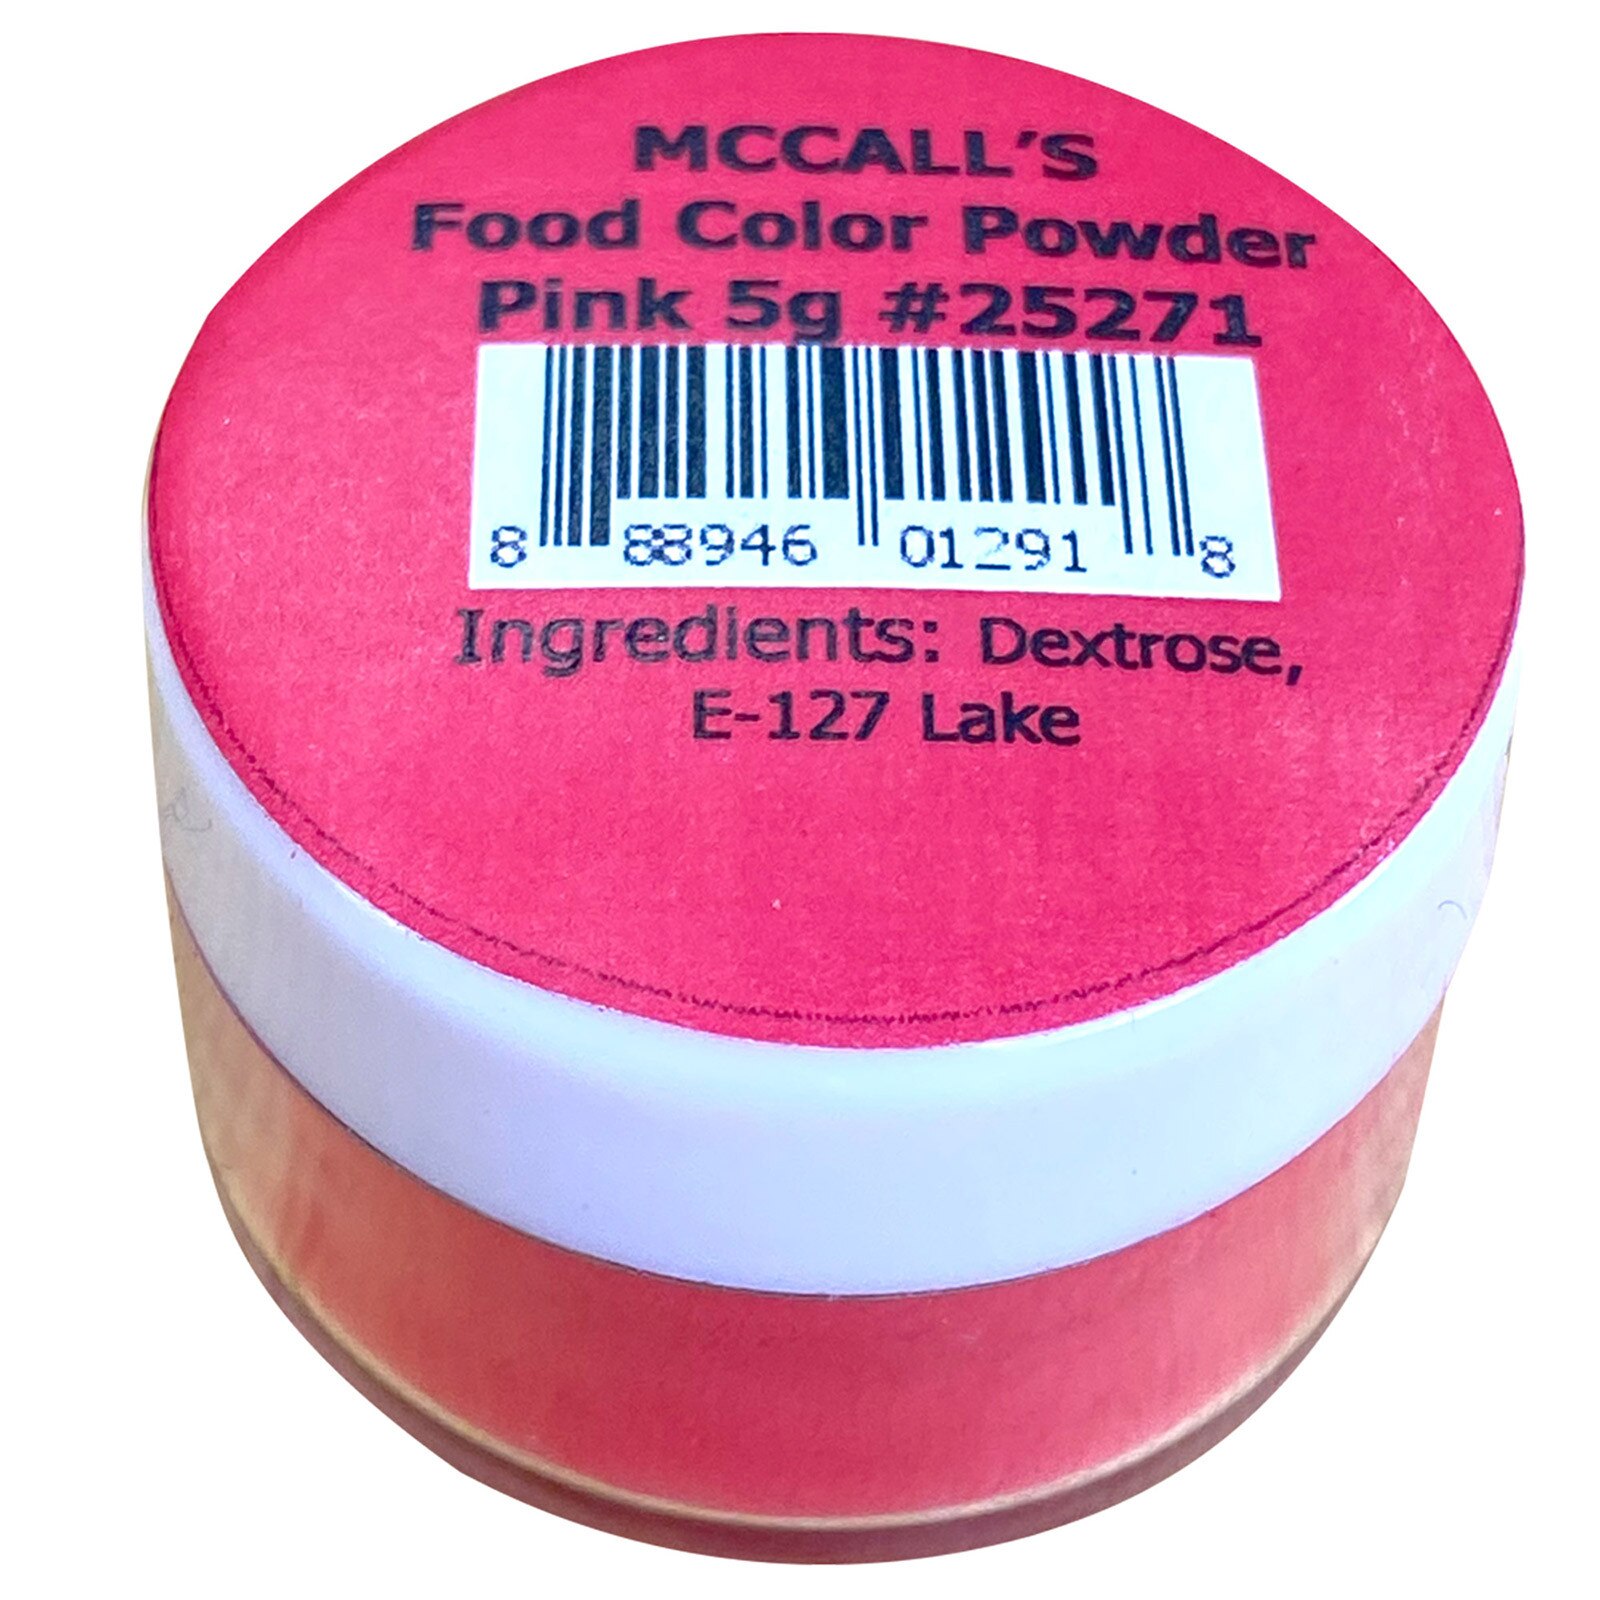 MCCALL'S
Food Color Powder
Pink 5g #25271
8 88946 01291 8
Ingredients: Dextrose,
E-127 Lake